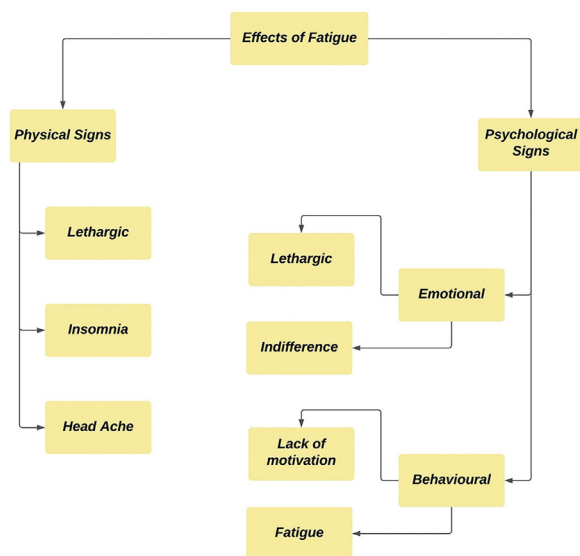 Effects of Fatigue
Physical Signs
Psychological
Signs
Lethargic
Insomnia
Head Ache
Lethargic
Emotional
Indifference
Lack of
motivation
Behavioural
Fatigue